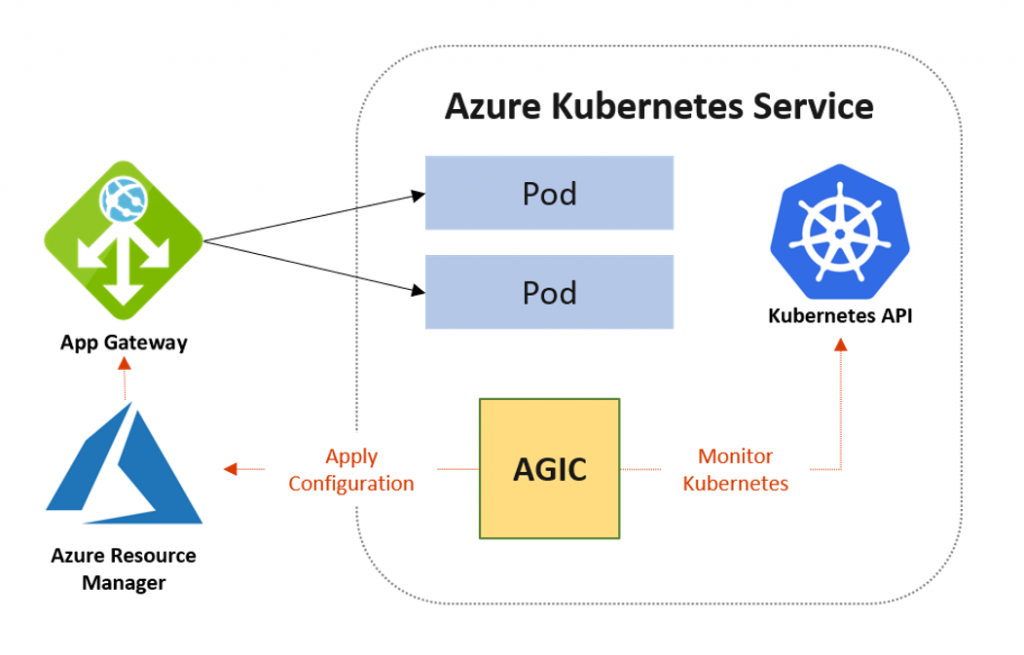 Azure Kubernetes Service
Pod
Pod
App Gateway
Kubernetes API
Apply
Configuration
AGIC
Monitor
Kubernetes
Azure Resource
Manager